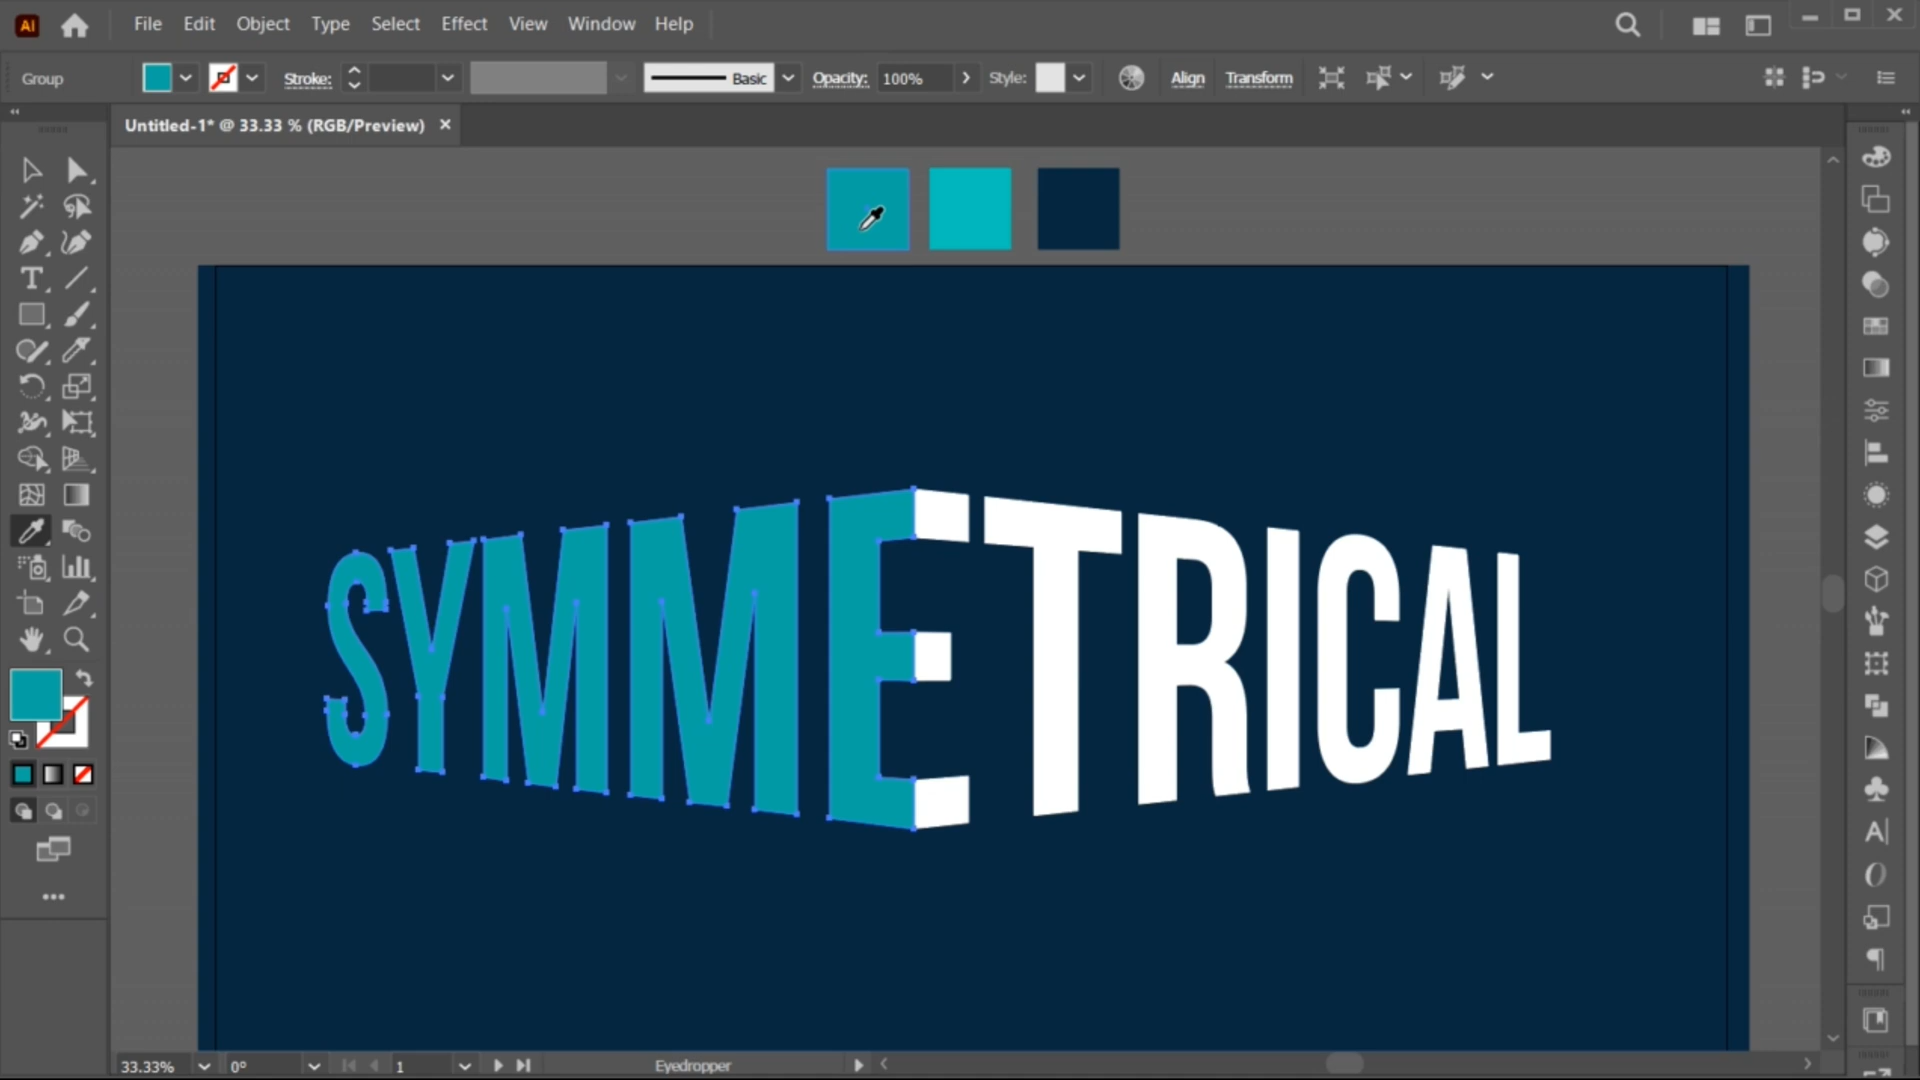 Ai File Edit Object Type Select Effect View Window Help
Group Stroke: Basic Opacity: 100% Style: Align Transform
Untitled-1* @ 33.33 % (RGB/Preview) ×
SYMMETRICAL
33.33% 0° 1 Eyedropper